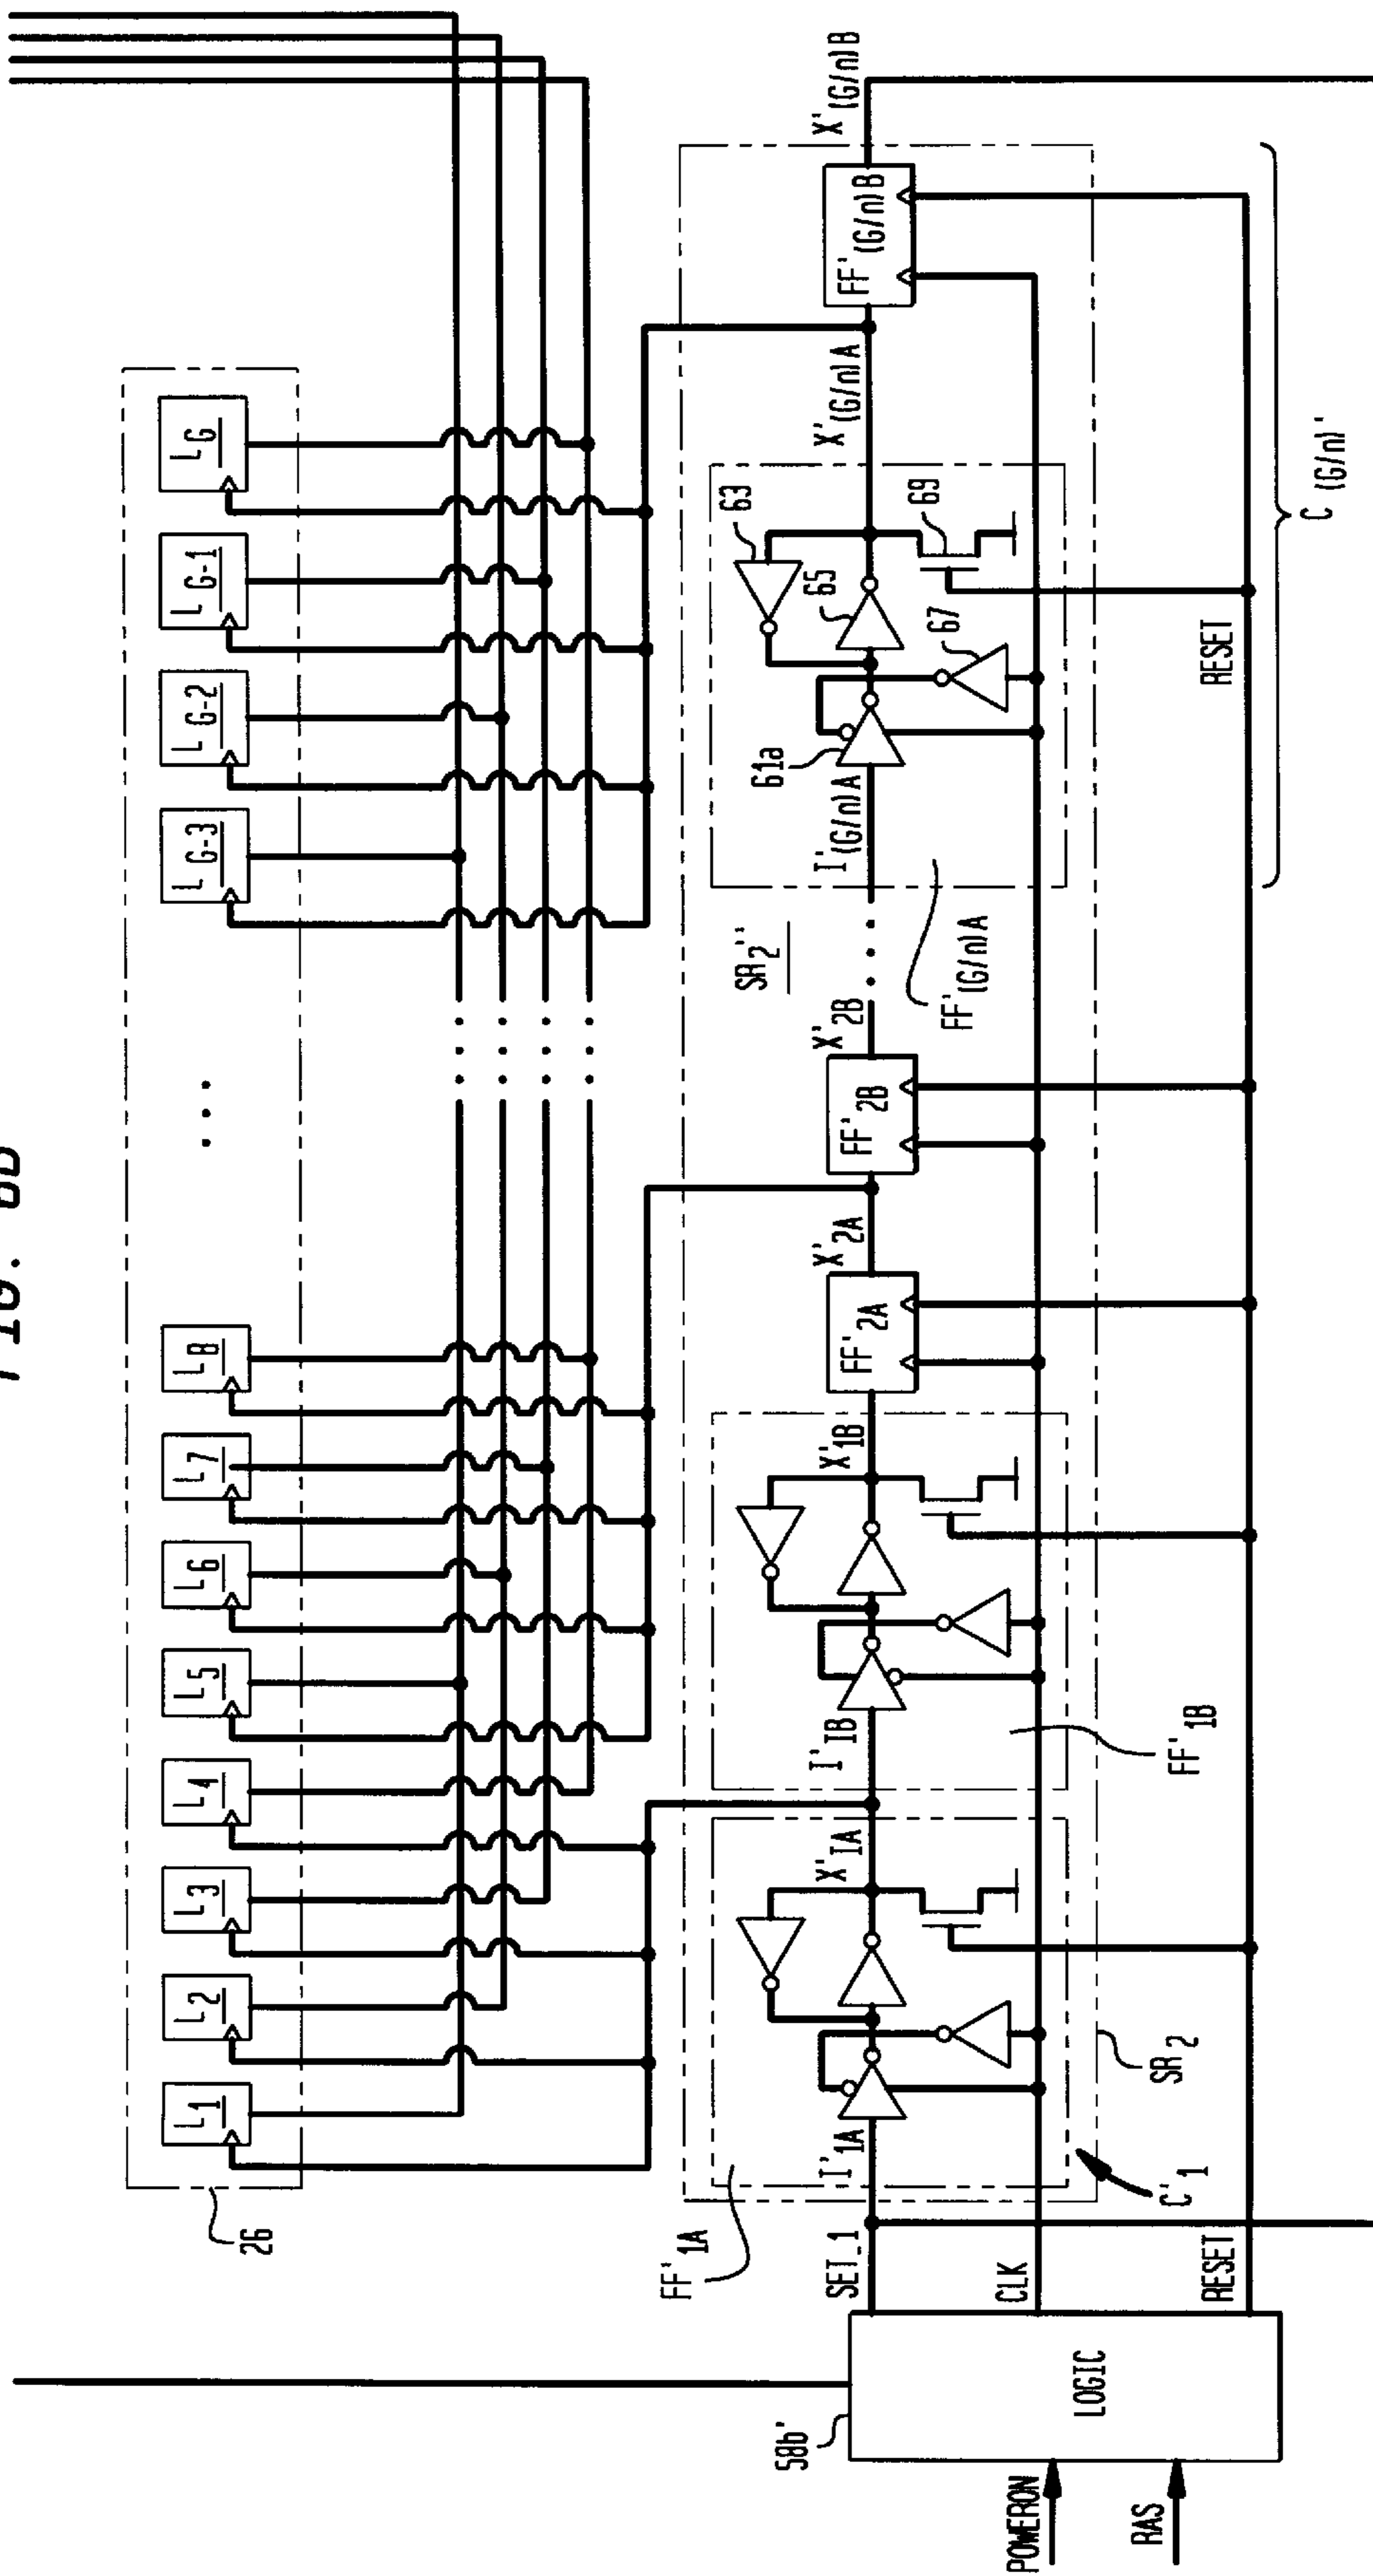 L1
L2
L3
L4
L5
L6
L7
L8
...
LG-3
LG-2
LG-1
LG
26
FF'1A
SR2''
X'(G/n)B
I'1A
X'1A
I'1B
X'1B
FF'2A
X'2A
FF'2B
X'2B
...
I'(G/n)A
61a
63
65
67
69
X'(G/n)A
FF'(G/n)B
FF'(G/n)A
FF'1B
C'1
SR2
58b'
LOGIC
POWERON
RAS
SET_1
CLK
RESET
RESET
C(G/n)'